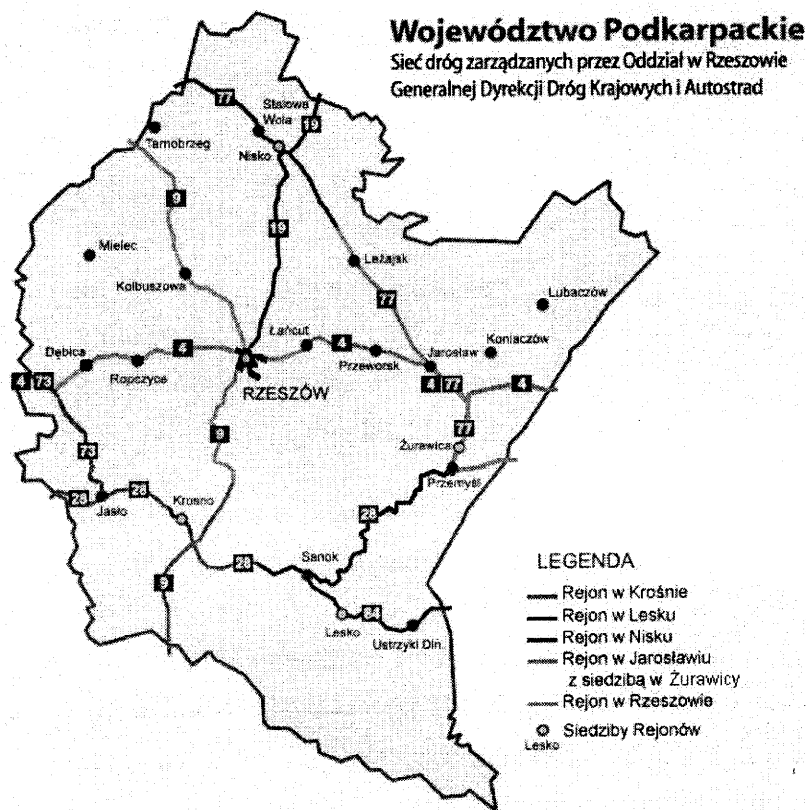 Województwo Podkarpackie
Sieć dróg zarządzanych przez Oddział w Rzeszowie
Generalnej Dyrekcji Dróg Krajowych i Autostrad
77
Stalowa
Wola
19
Tarnobrzeg
Nisko
9
19
Mielec
Leżajsk
Kolbuszowa
77
Lubaczów
Łańcut
4
4
Koniaczów
Dębica
Jarosław
Przeworsk
Ropczyce
4 73
RZESZÓW
4 77
4
9
77
73
Żurawica
Przemyśl
28
28
Krosno
Jasło
28
28
Sanok
9
84
Lesko
Ustrzyki Dln.
LEGENDA
Rejon w Krośnie
Rejon w Lesku
Rejon w Nisku
Rejon w Jarosławiu
z siedzibą w Żurawicy
Rejon w Rzeszowie
Siedziby Rejonów
Lesko